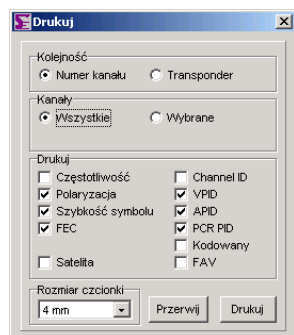 Drukuj
Kolejność
Numer kanału Transponder
Kanały
Wszystkie Wybrane
Drukuj
Częstotliwość Channel ID
Polaryzacja VPID
Szybkość symbolu APID
FEC PCR PID
Kodowany
Satelita FAV
Rozmiar czcionki
4 mm Przerwij Drukuj